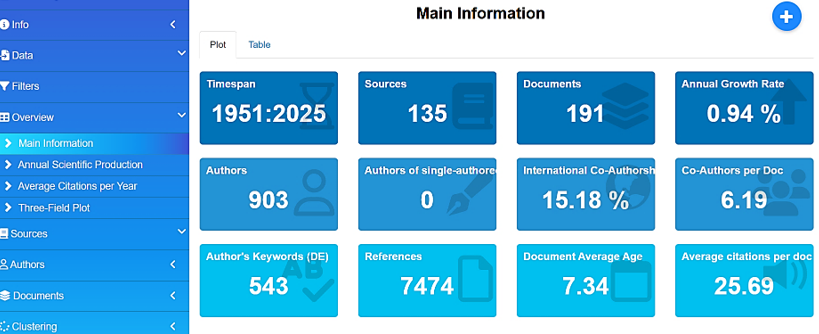 Info
Data
Filters
Overview
Main Information
Annual Scientific Production
Average Citations per Year
Three-Field Plot
Sources
Authors
Documents
Clustering
Main Information
Plot
Table
Timespan
1951:2025
Sources
135
Documents
191
Annual Growth Rate
0.94 %
Authors
903
Authors of single-authore
0
International Co-Authorsh
15.18 %
Co-Authors per Doc
6.19
Author's Keywords (DE)
543
References
7474
Document Average Age
7.34
Average citations per doc
25.69